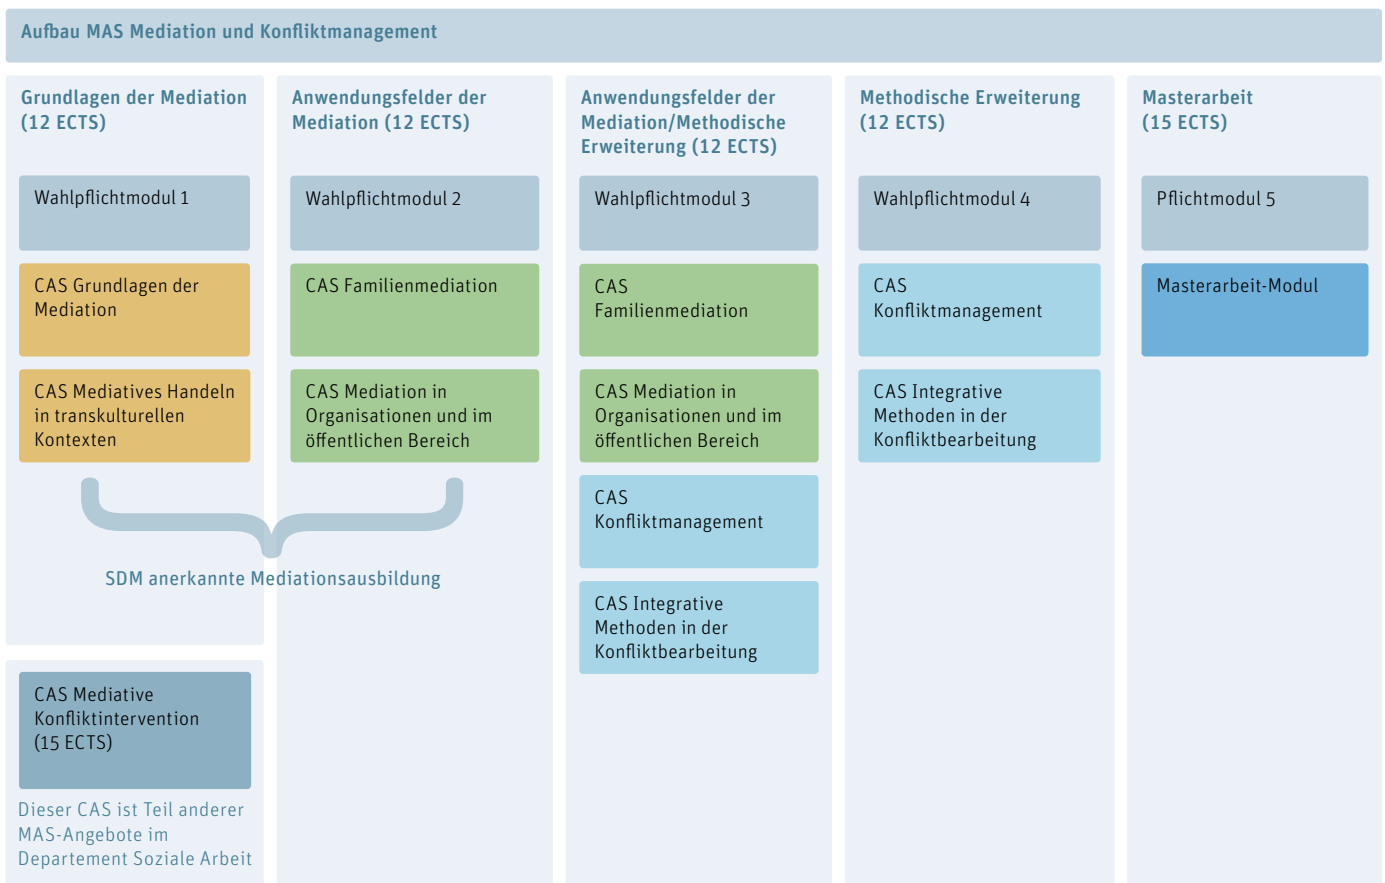 Aufbau MAS Mediation und Konfliktmanagement
Grundlagen der Mediation
(12 ECTS)
Wahlpflichtmodul 1
CAS Grundlagen der
Mediation
CAS Mediatives Handeln
in transkulturellen
Kontexten
Anwendungsfelder der
Mediation (12 ECTS)
Wahlpflichtmodul 2
CAS Familienmediation
CAS Mediation in
Organisationen und im
öffentlichen Bereich
SDM anerkannte Mediationsausbildung
CAS Mediative
Konfliktintervention
(15 ECTS)
Dieser CAS ist Teil anderer
MAS-Angebote im
Departement Soziale Arbeit
Anwendungsfelder der
Mediation/Methodische
Erweiterung (12 ECTS)
Wahlpflichtmodul 3
CAS
Familienmediation
CAS Mediation in
Organisationen und im
öffentlichen Bereich
CAS
Konfliktmanagement
CAS Integrative
Methoden in der
Konfliktbearbeitung
Methodische Erweiterung
(12 ECTS)
Wahlpflichtmodul 4
CAS
Konfliktmanagement
CAS Integrative
Methoden in der
Konfliktbearbeitung
Masterarbeit
(15 ECTS)
Pflichtmodul 5
Masterarbeit-Modul